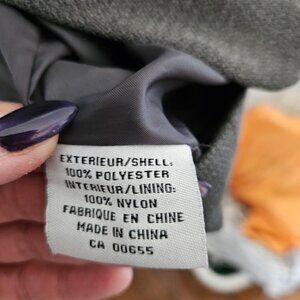 EXTERIEUR/SHELL:
100% POLYESTER
INTERIEUR/LINING:
100% NYLON
FABRIQUE EN CHINE
MADE IN CHINA
CA 00655